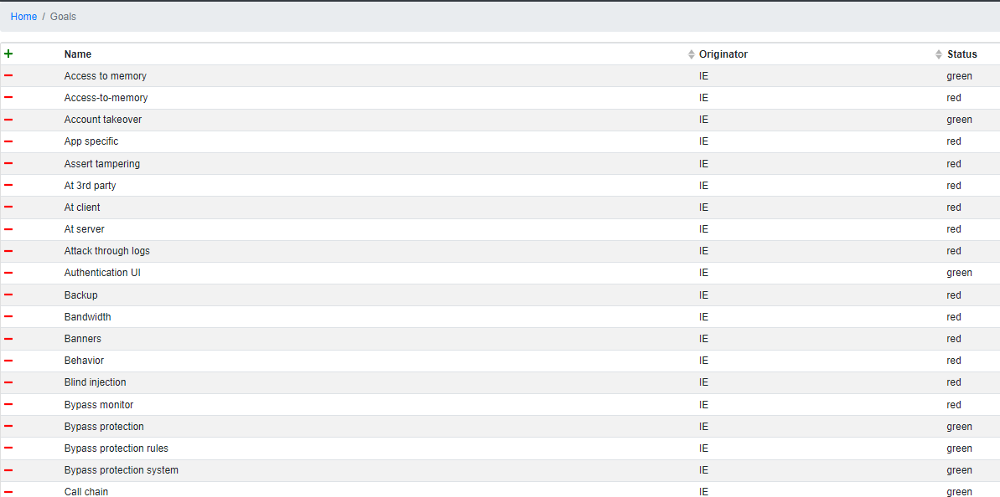 Home / Goals
Name Originator Status
Access to memory IE green
Access-to-memory IE red
Account takeover IE green
App specific IE red
Assert tampering IE red
At 3rd party IE red
At client IE red
At server IE red
Attack through logs IE red
Authentication UI IE green
Backup IE red
Bandwidth IE red
Banners IE red
Behavior IE red
Blind injection IE red
Bypass monitor IE red
Bypass protection IE green
Bypass protection rules IE green
Bypass protection system IE green
Call chain IE green